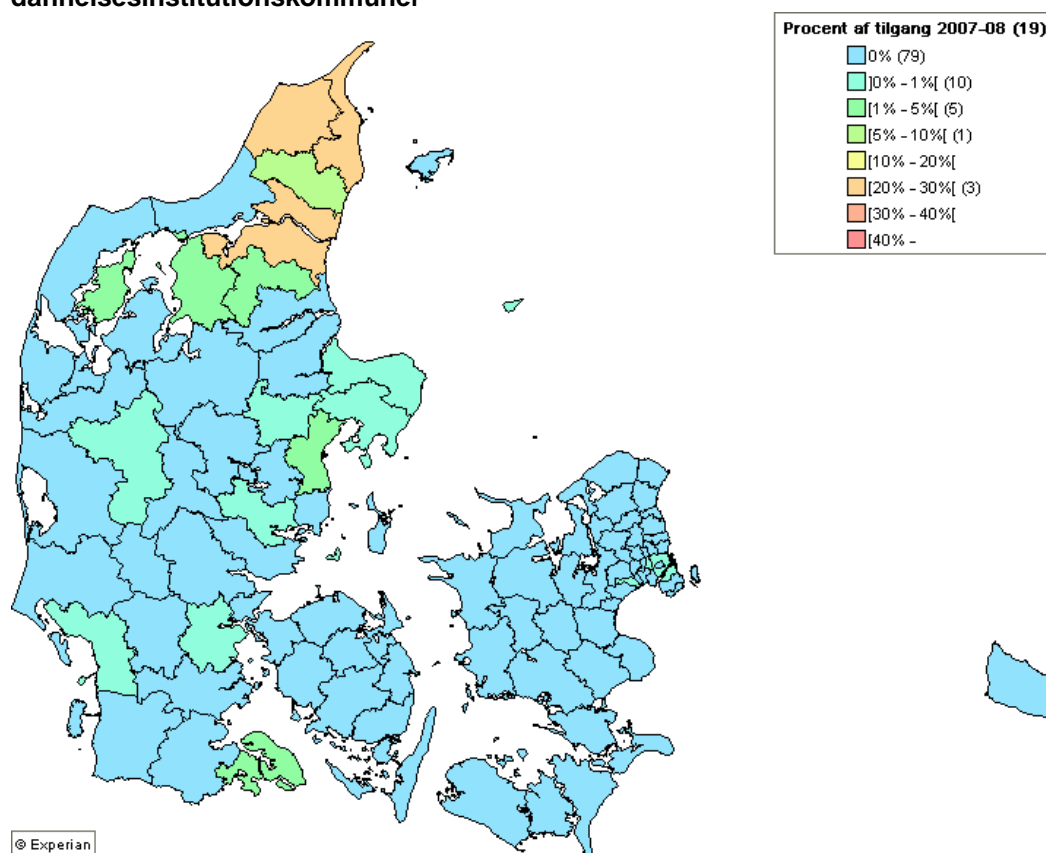 dannelsesinstitutionskommuner
Procent af tilgang 2007-08 (19)
0% (79)
]0% - 1%[ (10)
[1% - 5%[ (5)
[5% - 10%[ (1)
[10% - 20%[
[20% - 30%[ (3)
[30% - 40%[
[40% -
© Experian